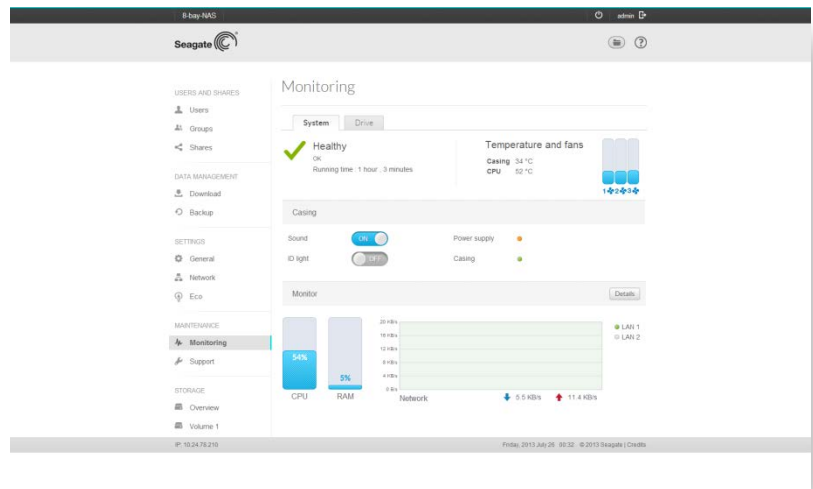 8-bay-NAS
admin
Seagate
?
USERS AND SHARES
Users
Groups
Shares
DATA MANAGEMENT
Download
Backup
SETTINGS
General
Network
Eco
MAINTENANCE
Monitoring
Support
STORAGE
Overview
Volume 1
Monitoring
System Drive
Healthy
OK
Running time : 1 hour , 3 minutes
Temperature and fans
Casing 34 °C
CPU 52 °C
1 2 3
Casing
Sound ON
Power supply
ID light OFF
Casing
Monitor
Details
54%
CPU
5%
RAM
20 KB/s
16 KB/s
12 KB/s
8 KB/s
4 KB/s
0 B/s
Network
5.5 KB/s 11.4 KB/s
LAN 1
LAN 2
IP: 10.24.78.210
Friday, 2013 July 26 00:32 © 2013 Seagate | Credits